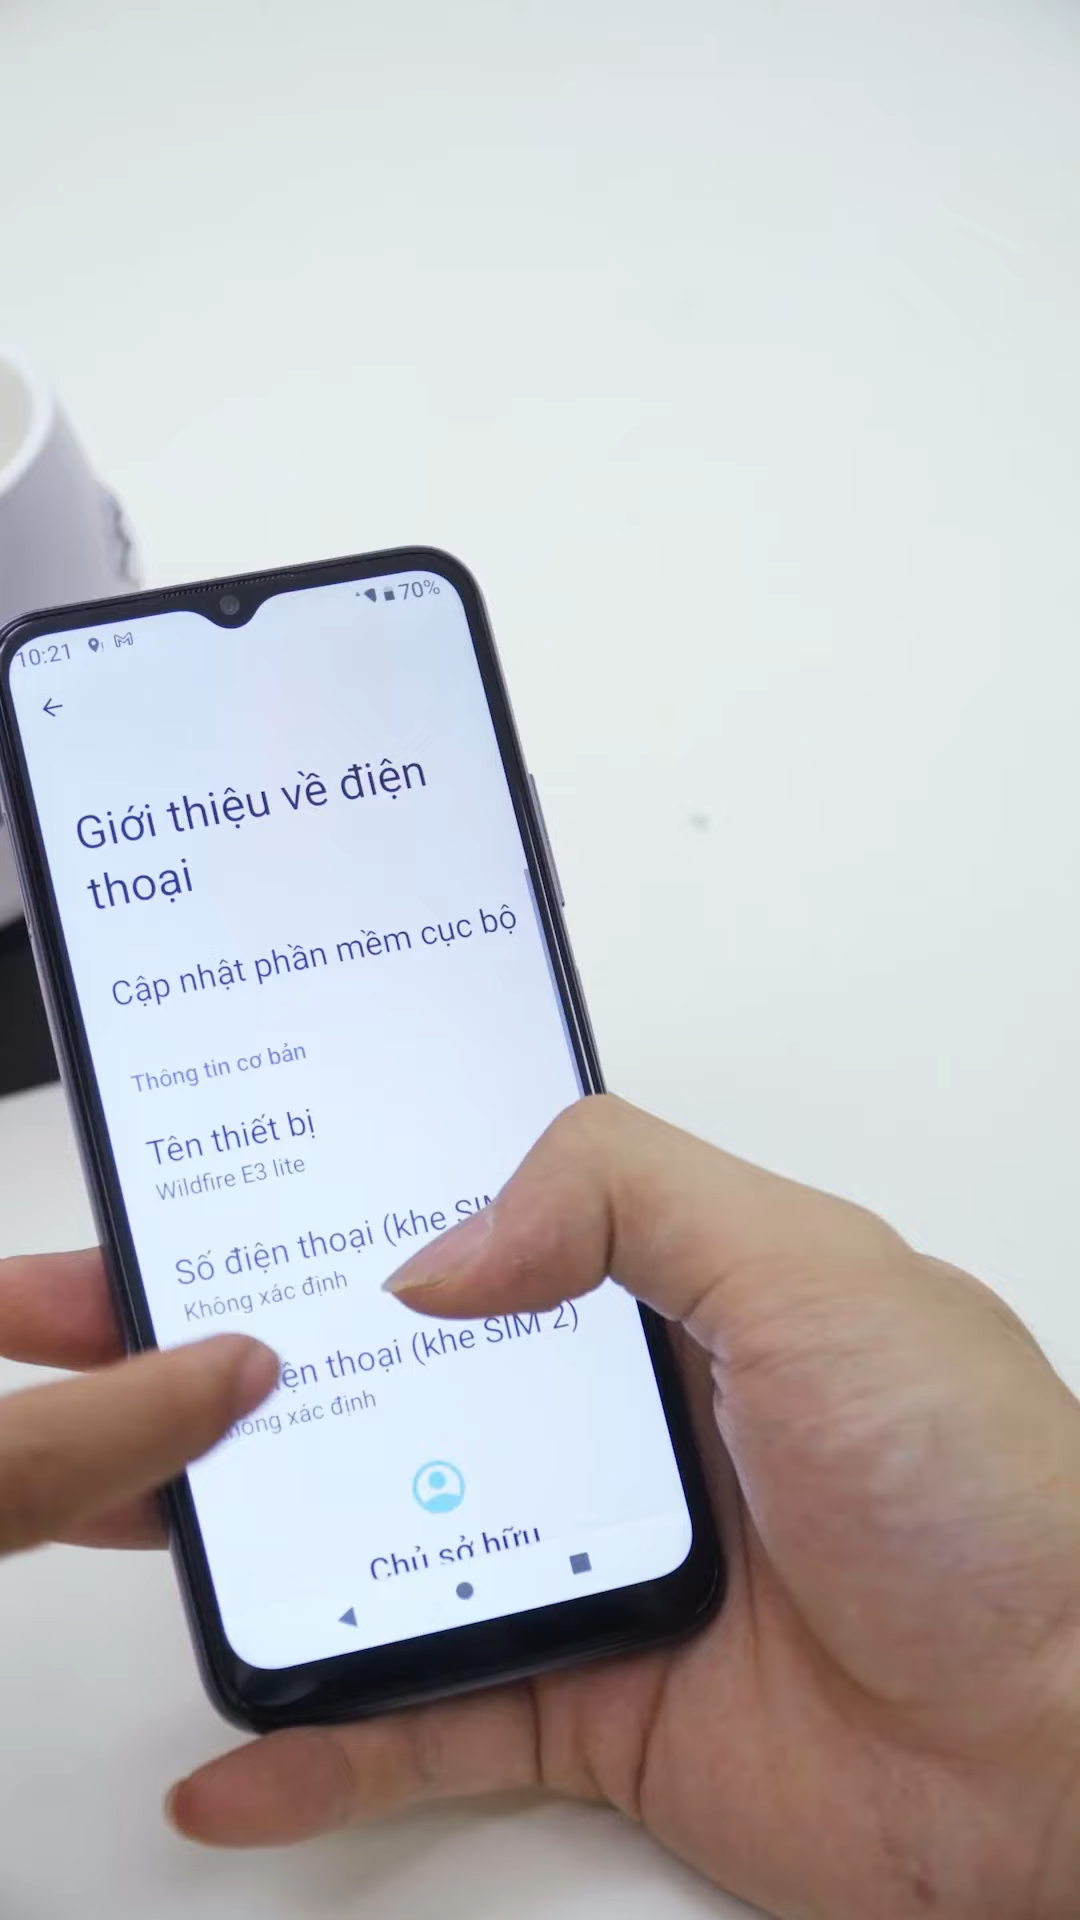 10:21
70%
Giới thiệu về điện
thoại
Cập nhật phần mềm cục bộ
Thông tin cơ bản
Tên thiết bị
Wildfire E3 lite
Số điện thoại (khe
Không xác định
thoại (khe SIM 2)
xác định
Chủ sở hữu